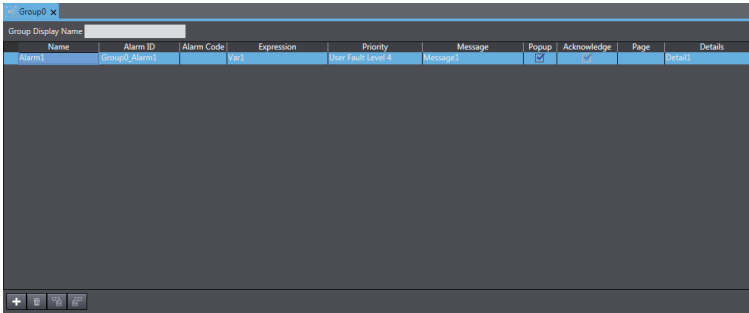 Group0 x
Group Display Name
Name Alarm ID Alarm Code Expression Priority Message Popup Acknowledge Page Details
Alarm1 Group0_Alarm1 Var1 User Fault Level 4 Message1 Detail1